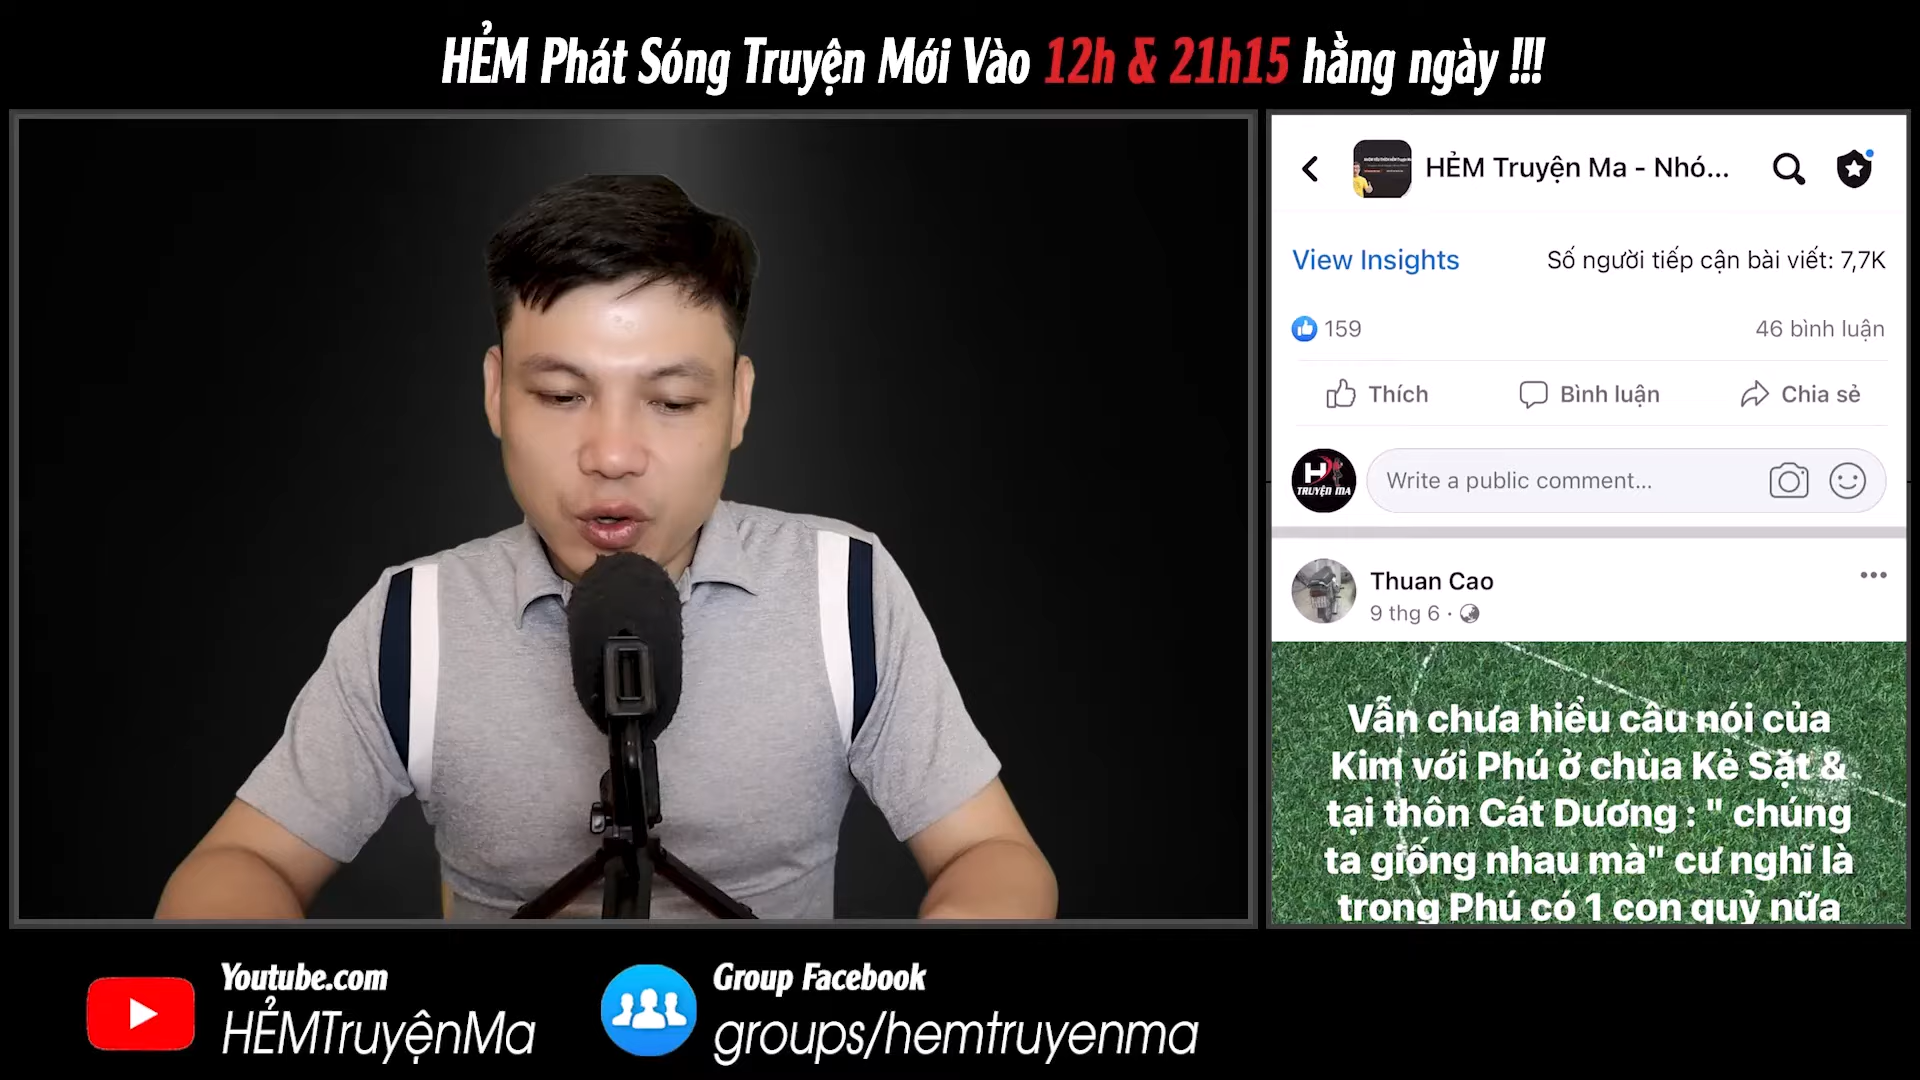 HẺM Phát Sóng Truyện Mới Vào 12h & 21h15 hằng ngày !!!
HẺM Truyện Ma - Nhó...
View Insights
Số người tiếp cận bài viết: 7,7K
159
46 bình luận
Thích
Bình luận
Chia sẻ
H
TRUYỆN MA
Write a public comment...
Thuan Cao
9 thg 6 ·
Vẫn chưa hiểu câu nói của
Kim với Phú ở chùa Kẻ Sặt &
tại thôn Cát Dương : " chúng
ta giống nhau mà" cư nghĩ là
trong Phú có 1 con quỷ nữa
Youtube.com
HẺMTruyệnMa
Group Facebook
groups/hemtruyenma